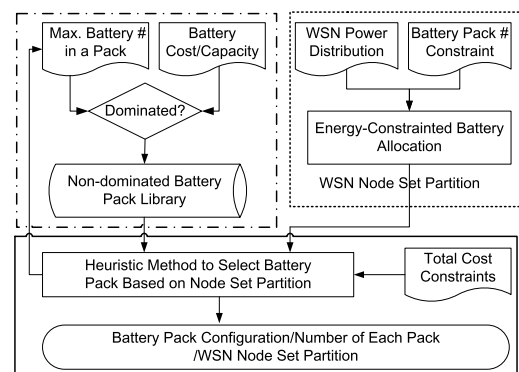 Max. Battery #
in a Pack
Battery
Cost/Capacity
WSN Power
Distribution
Battery Pack #
Constraint
Dominated?
Energy-Constrainted Battery
Allocation
Non-dominated Battery
Pack Library
WSN Node Set Partition
Heuristic Method to Select Battery
Pack Based on Node Set Partition
Total Cost
Constraints
Battery Pack Configuration/Number of Each Pack
/WSN Node Set Partition